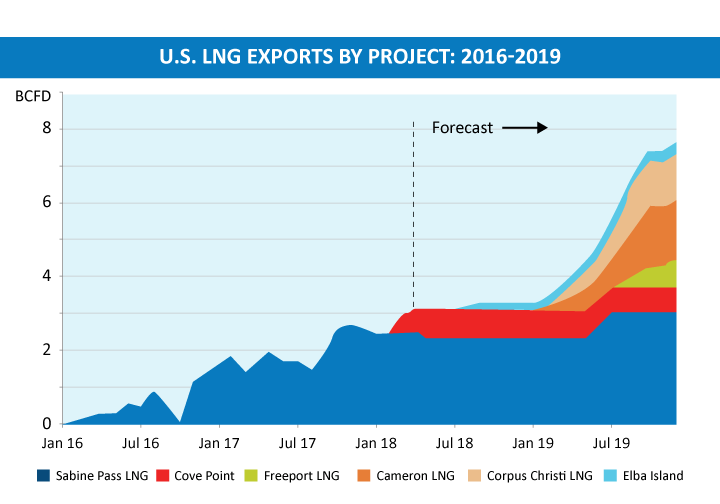 U.S. LNG EXPORTS BY PROJECT: 2016-2019
BCFD
Forecast
8
6
4
2
0
Jan 16 Jul 16 Jan 17 Jul 17 Jan 18 Jul 18 Jan 19 Jul 19
Sabine Pass LNG Cove Point Freeport LNG Cameron LNG Corpus Christi LNG Elba Island